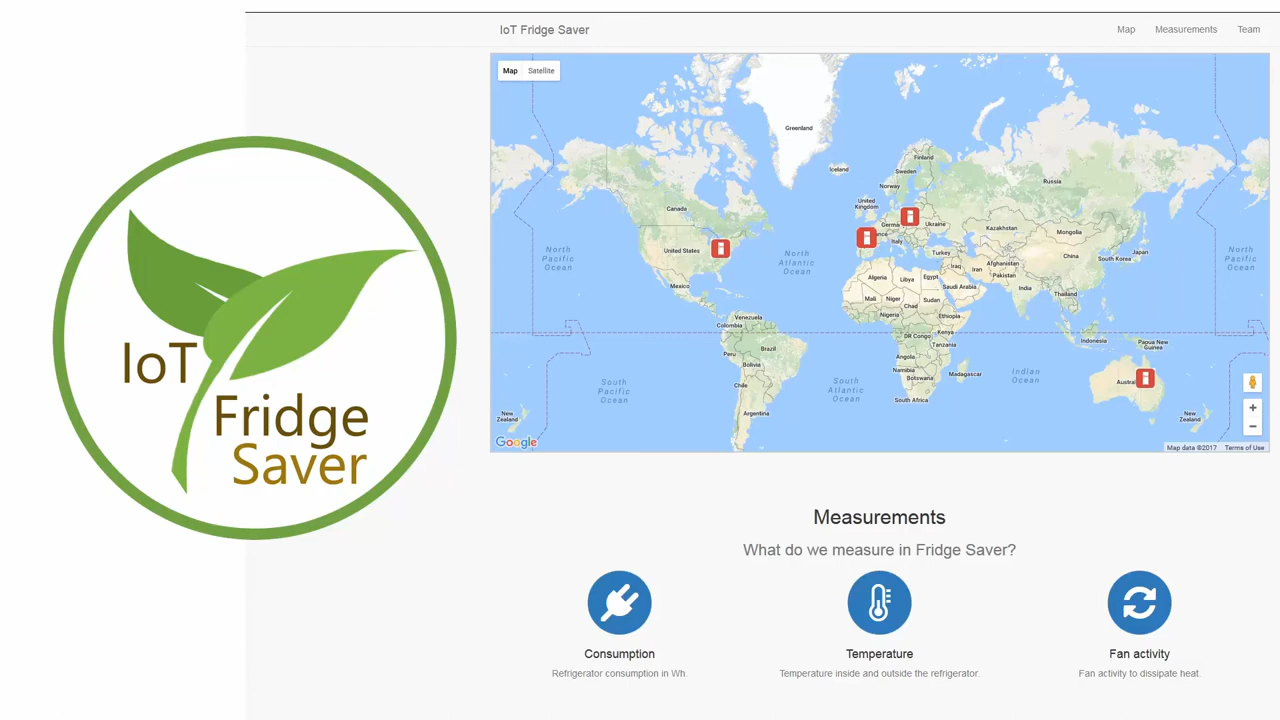 IoT Fridge Saver
Map
Measurements
Team
Map
Satellite
Greenland
Iceland
Finland
Sweden
Norway
Russia
United
Kingdom
Canada
Ukraine
Kazakhstan
Mongolia
Italy
United States
North
Pacific
Ocean
North
Atlantic
Ocean
Turkey
China
Japan
South Korea
North
Pacific
Ocean
Afghanistan
Iraq
Iran
Pakistan
Algeria
Libya
Egypt
Saudi Arabia
India
Mexico
Mali
Niger
Sudan
Chad
Thailand
Nigeria
Ethiopia
Venezuela
Colombia
DR Congo
Kenya
Tanzania
Indonesia
Papua New
Guinea
Peru
Brazil
Bolivia
Angola
Namibia
Botswana
Madagascar
Indian
Ocean
South
Pacific
Ocean
South
Atlantic
Ocean
Chile
South Africa
Argentina
New
Zealand
New
Zealand
Google
Map data ©2017
Terms of Use
IoT
Fridge
Saver
Measurements
What do we measure in Fridge Saver?
Consumption
Temperature
Fan activity
Refrigerator consumption in Wh.
Temperature inside and outside the refrigerator.
Fan activity to dissipate heat.